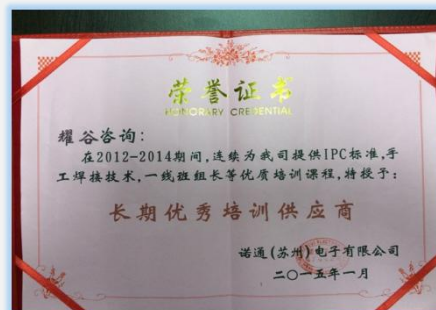 荣誉证书
HONORARY CREDENTIAL
耀谷咨询:
在2012-2014期间,连续为我司提供IPC标准,手
工焊接技术,一线班组长等优质培训课程,特授予:
长期优秀培训供应商
诺通(苏州)电子有限公司
二〇一五年一月